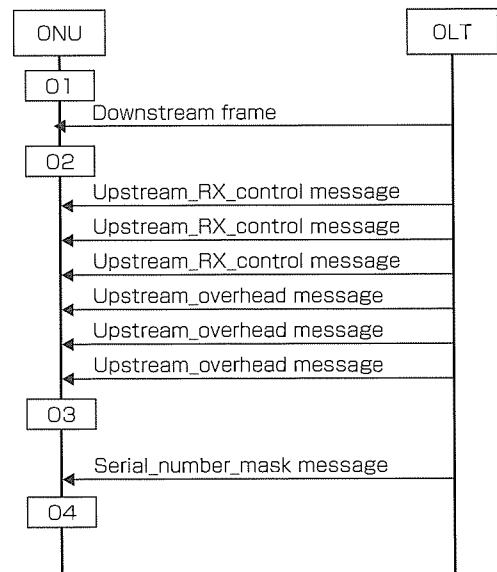 ONU
OLT
O1
Downstream frame
O2
Upstream_RX_control message
Upstream_RX_control message
Upstream_RX_control message
Upstream_overhead message
Upstream_overhead message
Upstream_overhead message
O3
Serial_number_mask message
O4